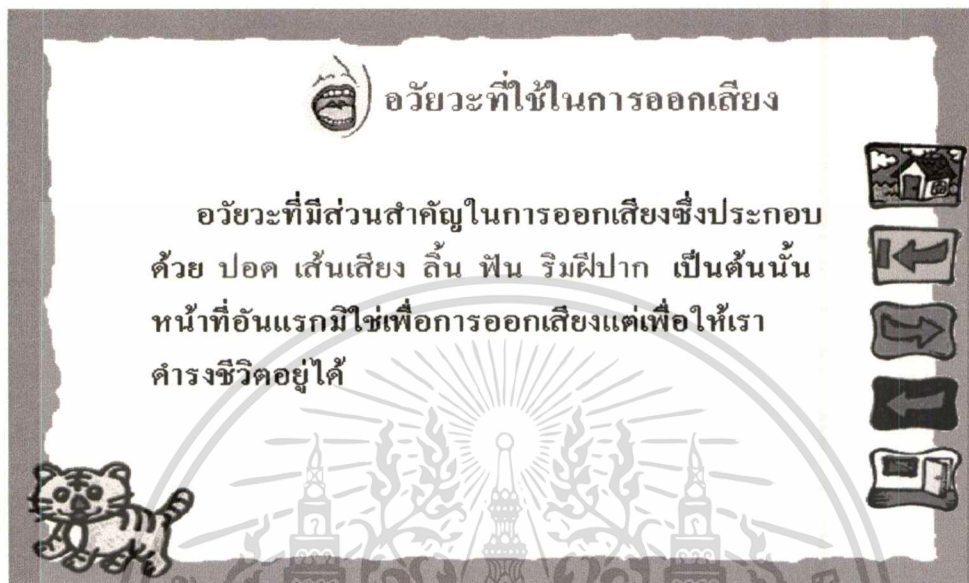 อวัยวะที่ใช้ในการออกเสียง
อวัยวะที่มีส่วนสำคัญในการออกเสียงซึ่งประกอบ
ด้วย ปอด เส้นเสียง ลิ้น ฟัน ริมฝีปาก เป็นต้นนั้น
หน้าที่อันแรกมิใช่เพื่อการออกเสียงแต่เพื่อให้เรา
ดำรงชีวิตอยู่ได้